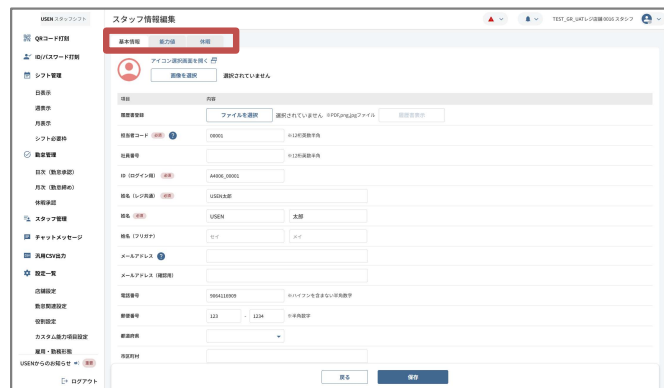 USEN スタッフシフト
スタッフ情報編集
TEST_GR_UATレジ店舗 0016 スタシフ
QRコード打刻
ID/パスワード打刻
シフト管理
日表示
週表示
月表示
シフト必要枠
勤怠管理
日次（勤怠承認）
月次（勤怠締め）
休暇承認
スタッフ管理
チャットメッセージ
汎用CSV出力
設定一覧
店舗設定
勤怠関連設定
役割設定
カスタム能力項目設定
雇用・勤務形態
USENからのお知らせ 重要
ログアウト
基本情報 能力値 休暇
アイコン選択画面を開く
画像を選択 選択されていません
項目 内容
履歴書登録 ファイルを選択 選択されていません ※PDF,png,jpgファイル 履歴書表示
担当者コード 必須 ? 00001 ※12桁英数半角
社員番号 ※12桁英数半角
ID（ログイン用） 必須 A4906_00001
姓名（レジ共通） 必須 USEN太郎
姓名 必須 USEN 太郎
姓名（フリガナ） セイ メイ
メールアドレス ?
メールアドレス（確認用）
電話番号 9664116909 ※ハイフンを含まない半角数字
郵便番号 123 - 1234 ※半角数字
都道府県
市区町村
戻る 保存